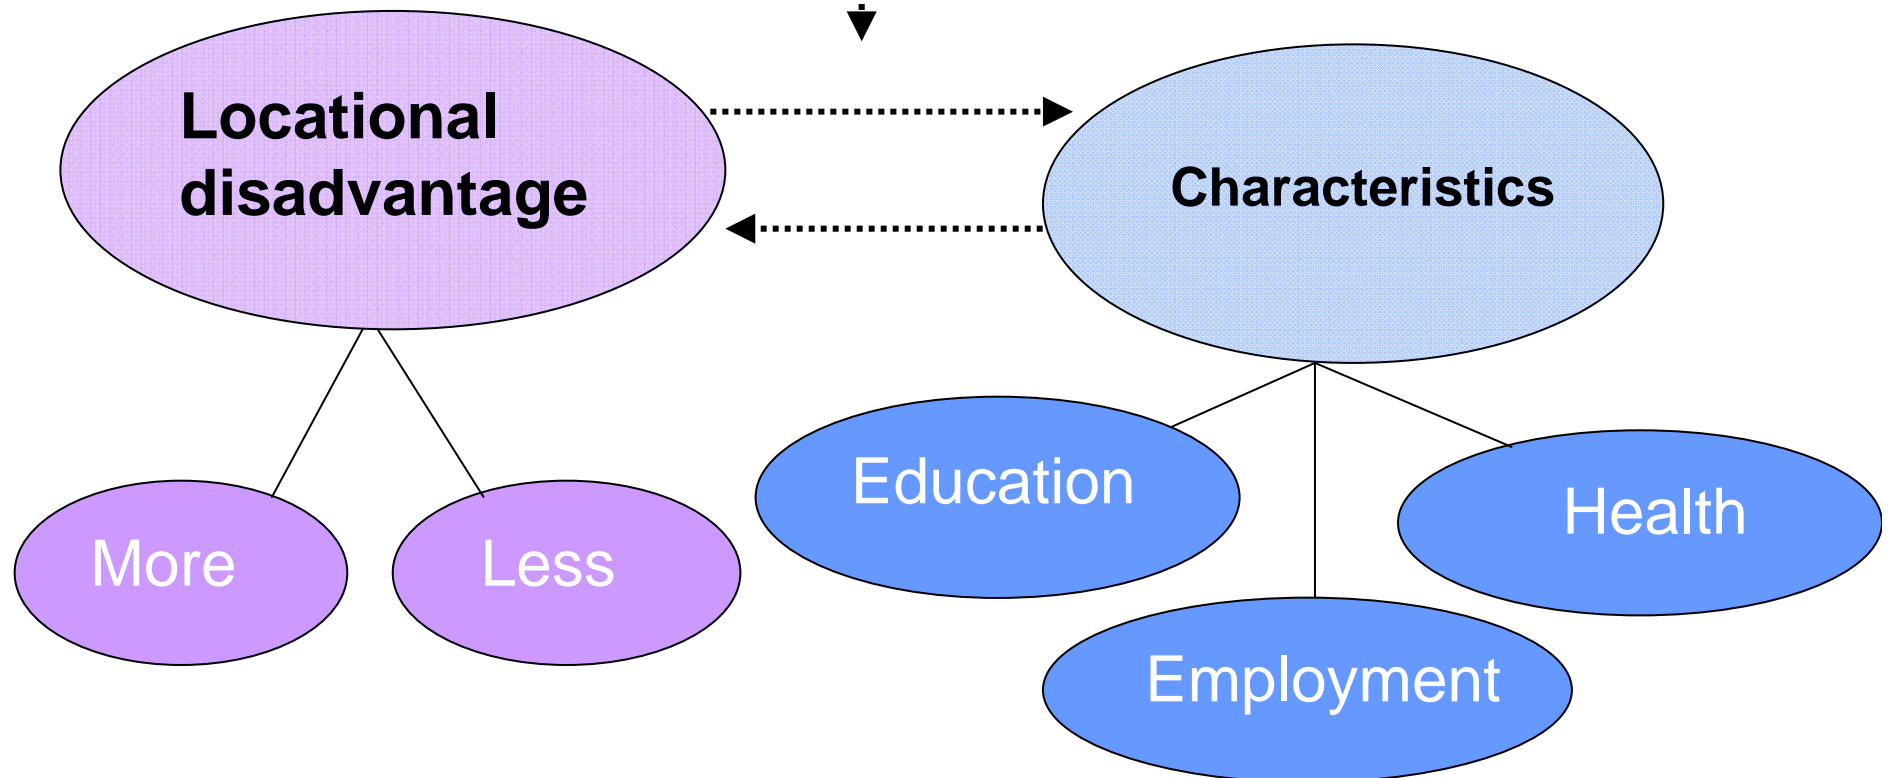 Locational
disadvantage
Characteristics
Education
Health
More
Less
Employment